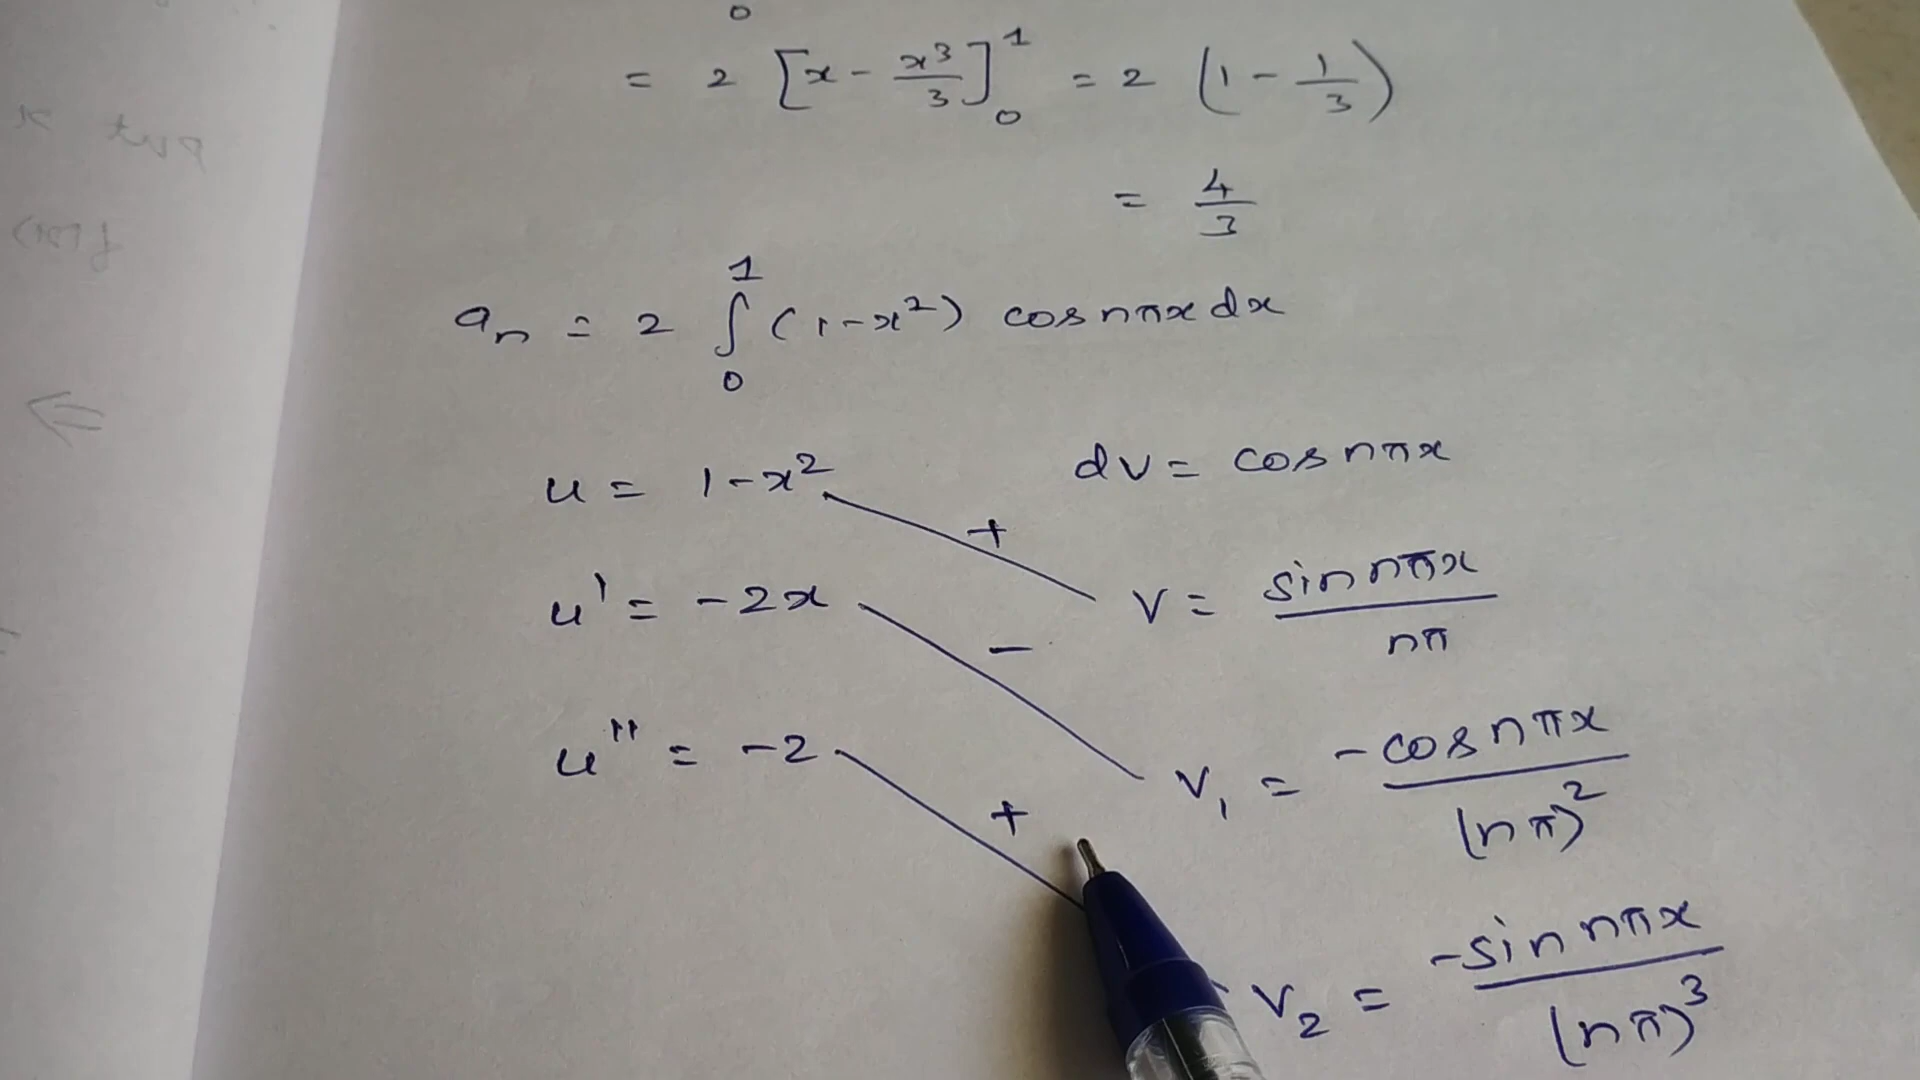 0
= 2 [x - x³/3]₀¹ = 2 (1 - 1/3)
= 4/3
aₙ = 2 ∫₀¹ (1-x²) cos nπx dx
u = 1-x² dv = cos nπx
+
u' = -2x v = sin nπx / nπ
-
u'' = -2 v₁ = -cos nπx / (nπ)²
+
v₂ = -sin nπx / (nπ)³